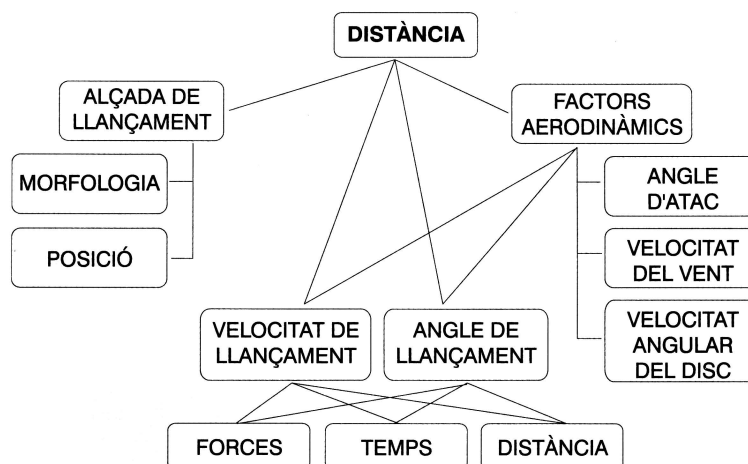 DISTÀNCIA
ALÇADA DE
LLANÇAMENT
FACTORS
AERODINÀMICS
MORFOLOGIA
POSICIÓ
ANGLE
D'ATAC
VELOCITAT
DEL VENT
VELOCITAT
ANGULAR
DEL DISC
VELOCITAT DE
LLANÇAMENT
ANGLE DE
LLANÇAMENT
FORCES
TEMPS
DISTÀNCIA